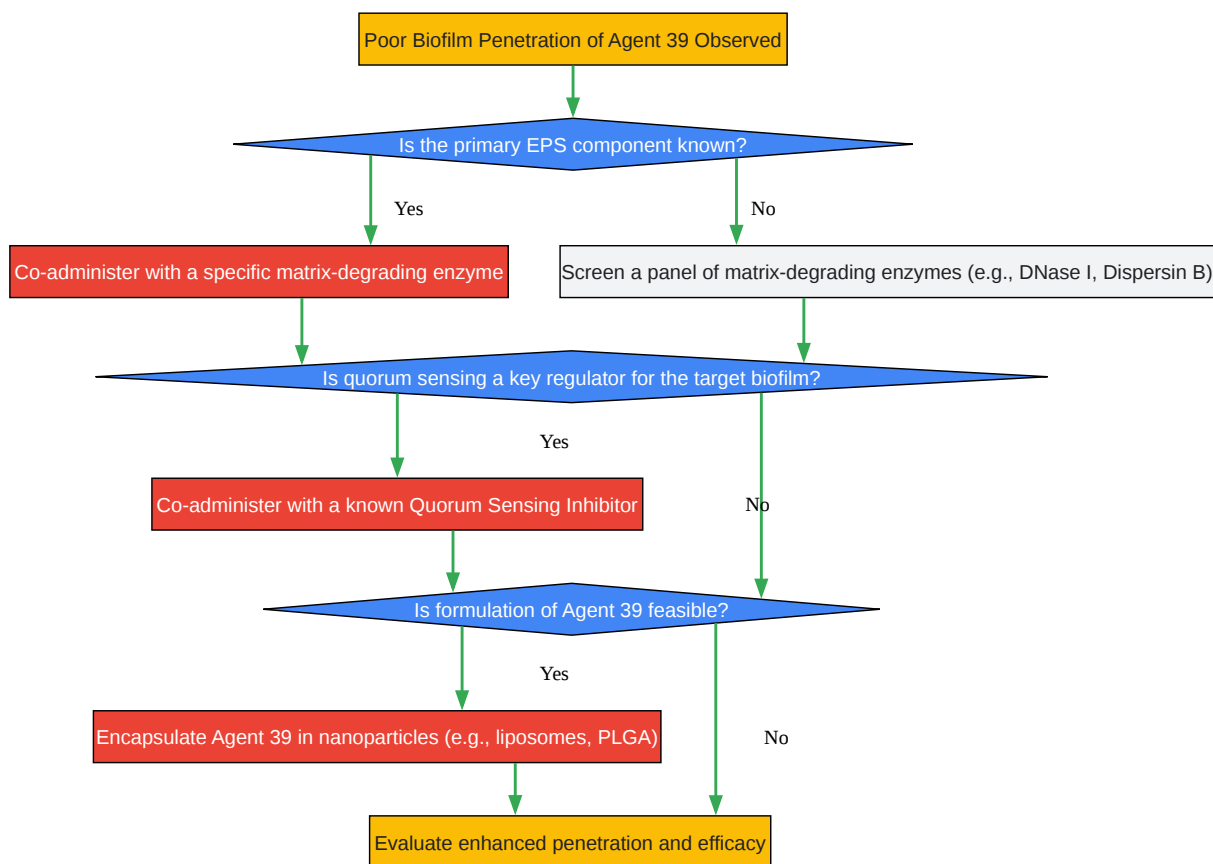 Poor Biofilm Penetration of Agent 39 Observed
Is the primary EPS component known?
Yes
No
Co-administer with a specific matrix-degrading enzyme
Screen a panel of matrix-degrading enzymes (e.g., DNase I, Dispersin B)
Is quorum sensing a key regulator for the target biofilm?
Yes
Co-administer with a known Quorum Sensing Inhibitor
No
Is formulation of Agent 39 feasible?
Yes
Encapsulate Agent 39 in nanoparticles (e.g., liposomes, PLGA)
No
Evaluate enhanced penetration and efficacy